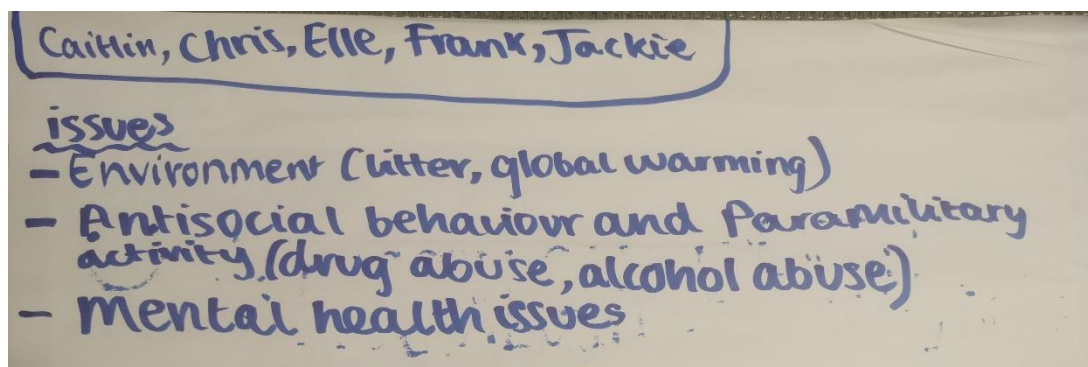 Caitlin, Chris, Elle, Frank, Jackie
issues
- Environment (litter, global warming)
- Antisocial behaviour and Paramilitary
activity (drug abuse, alcohol abuse)
- Mental health issues